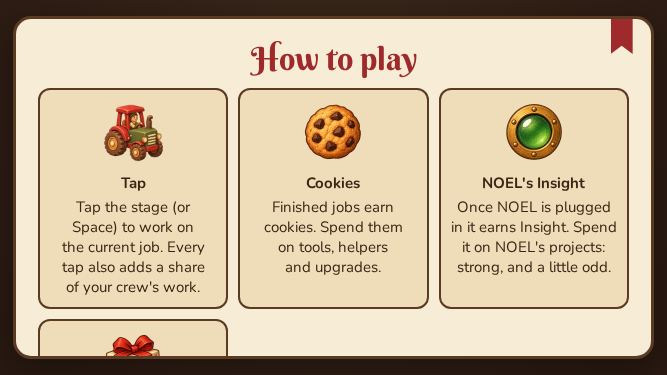 How to play
Tap
Tap the stage (or
Space) to work on
the current job. Every
tap also adds a share
of your crew's work.
Cookies
Finished jobs earn
cookies. Spend them
on tools, helpers
and upgrades.
NOEL's Insight
Once NOEL is plugged
in it earns Insight. Spend
it on NOEL's projects:
strong, and a little odd.